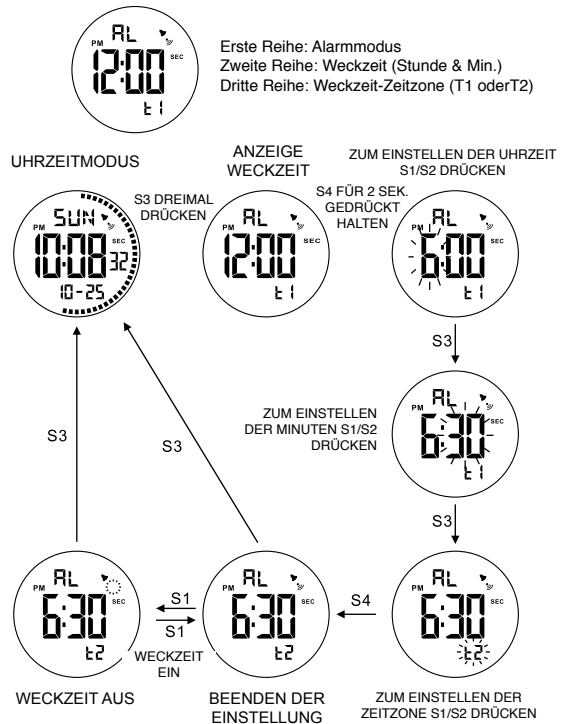 AL
PM 12:00 SEC
t1
Erste Reihe: Alarmmodus
Zweite Reihe: Weckzeit (Stunde & Min.)
Dritte Reihe: Weckzeit-Zeitzone (T1 oderT2)
UHRZEITMODUS
SUN
PM 10:08 SEC 32
10-25
S3 DREIMAL
DRÜCKEN
ANZEIGE
WECKZEIT
AL
PM 12:00 SEC
t1
S4 FÜR 2 SEK.
GEDRÜCKT
HALTEN
ZUM EINSTELLEN DER UHRZEIT
S1/S2 DRÜCKEN
AL
PM 6:00 SEC
t1
S3
ZUM EINSTELLEN
DER MINUTEN S1/S2
DRÜCKEN
AL
PM 6:30 SEC
t1
S3
S3
S3
AL
PM 6:30 SEC
t2
WECKZEIT AUS
S1
S1
WECKZEIT
EIN
AL
PM 6:30 SEC
t2
BEENDEN DER
EINSTELLUNG
S4
AL
PM 6:30 SEC
t2
ZUM EINSTELLEN DER
ZEITZONE S1/S2 DRÜCKEN